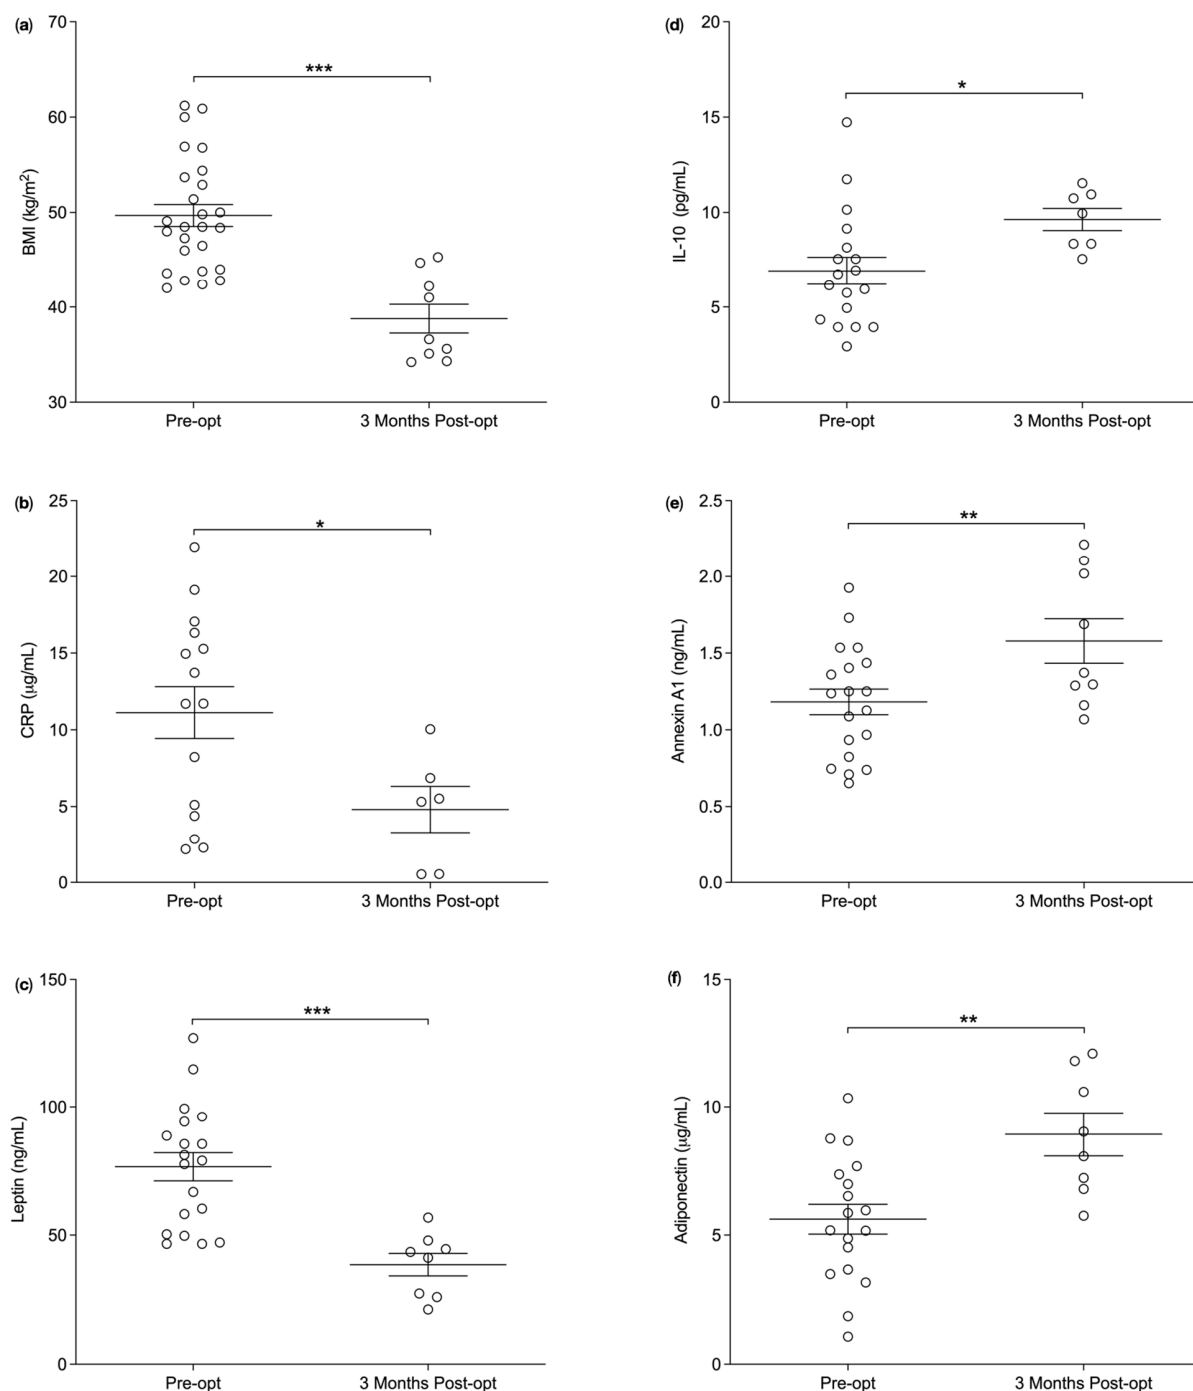 (a)
70
60
50
40
30
BMI (kg/m²)
***
Pre-opt
3 Months Post-opt
(d)
20
15
10
5
0
IL-10 (pg/mL)
*
Pre-opt
3 Months Post-opt
(b)
25
20
15
10
5
0
CRP (µg/mL)
*
Pre-opt
3 Months Post-opt
(e)
2.5
2.0
1.5
1.0
0.5
0.0
Annexin A1 (ng/mL)
**
Pre-opt
3 Months Post-opt
(c)
150
100
50
0
Leptin (ng/mL)
***
Pre-opt
3 Months Post-opt
(f)
15
10
5
0
Adiponectin (µg/mL)
**
Pre-opt
3 Months Post-opt